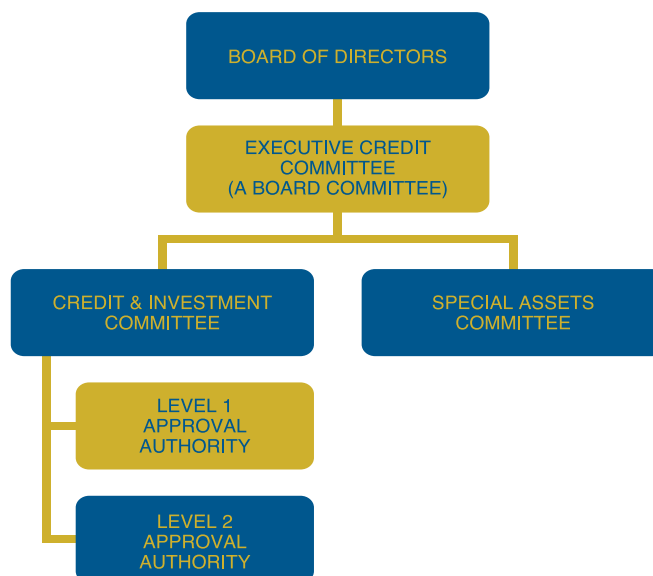 BOARD OF DIRECTORS
EXECUTIVE CREDIT
COMMITTEE
(A BOARD COMMITTEE)
CREDIT & INVESTMENT
COMMITTEE
SPECIAL ASSETS
COMMITTEE
LEVEL 1
APPROVAL
AUTHORITY
LEVEL 2
APPROVAL
AUTHORITY